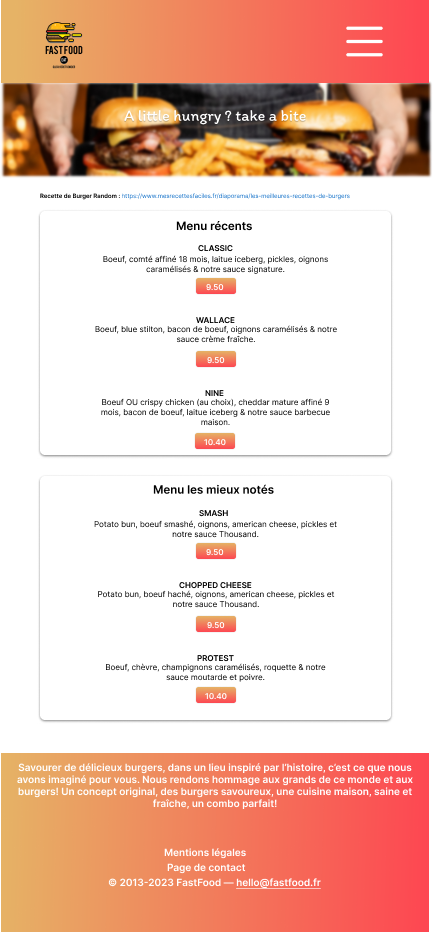 FASTFOOD
A little hungry ? take a bite
Recette de Burger Random : https://www.mesrecettesfaciles.fr/diaporama/les-meilleures-recettes-de-burgers
Menu récents
CLASSIC
Boeuf, comté affiné 18 mois, laitue iceberg, pickles, oignons
caramélisés & notre sauce signature.
9.50
WALLACE
Boeuf, blue stilton, bacon de boeuf, oignons caramélisés & notre
sauce crème fraîche.
9.50
NINE
Boeuf OU crispy chicken (au choix), cheddar mature affiné 9
mois, bacon de boeuf, laitue iceberg & notre sauce barbecue
maison.
10.40
Menu les mieux notés
SMASH
Potato bun, boeuf smashé, oignons, american cheese, pickles et
notre sauce Thousand.
9.50
CHOPPED CHEESE
Potato bun, boeuf haché, oignons, american cheese, pickles et
notre sauce Thousand.
9.50
PROTEST
Boeuf, chèvre, champignons caramélisés, roquette & notre
sauce moutarde et poivre.
10.40
Savourer de délicieux burgers, dans un lieu inspiré par l'histoire, c'est ce que nous
avons imaginé pour vous. Nous rendons hommage aux grands de ce monde et aux
burgers! Un concept original, des burgers savoureux, une cuisine maison, saine et
fraîche, un combo parfait!
Mentions légales
Page de contact
© 2013-2023 FastFood — hello@fastfood.fr